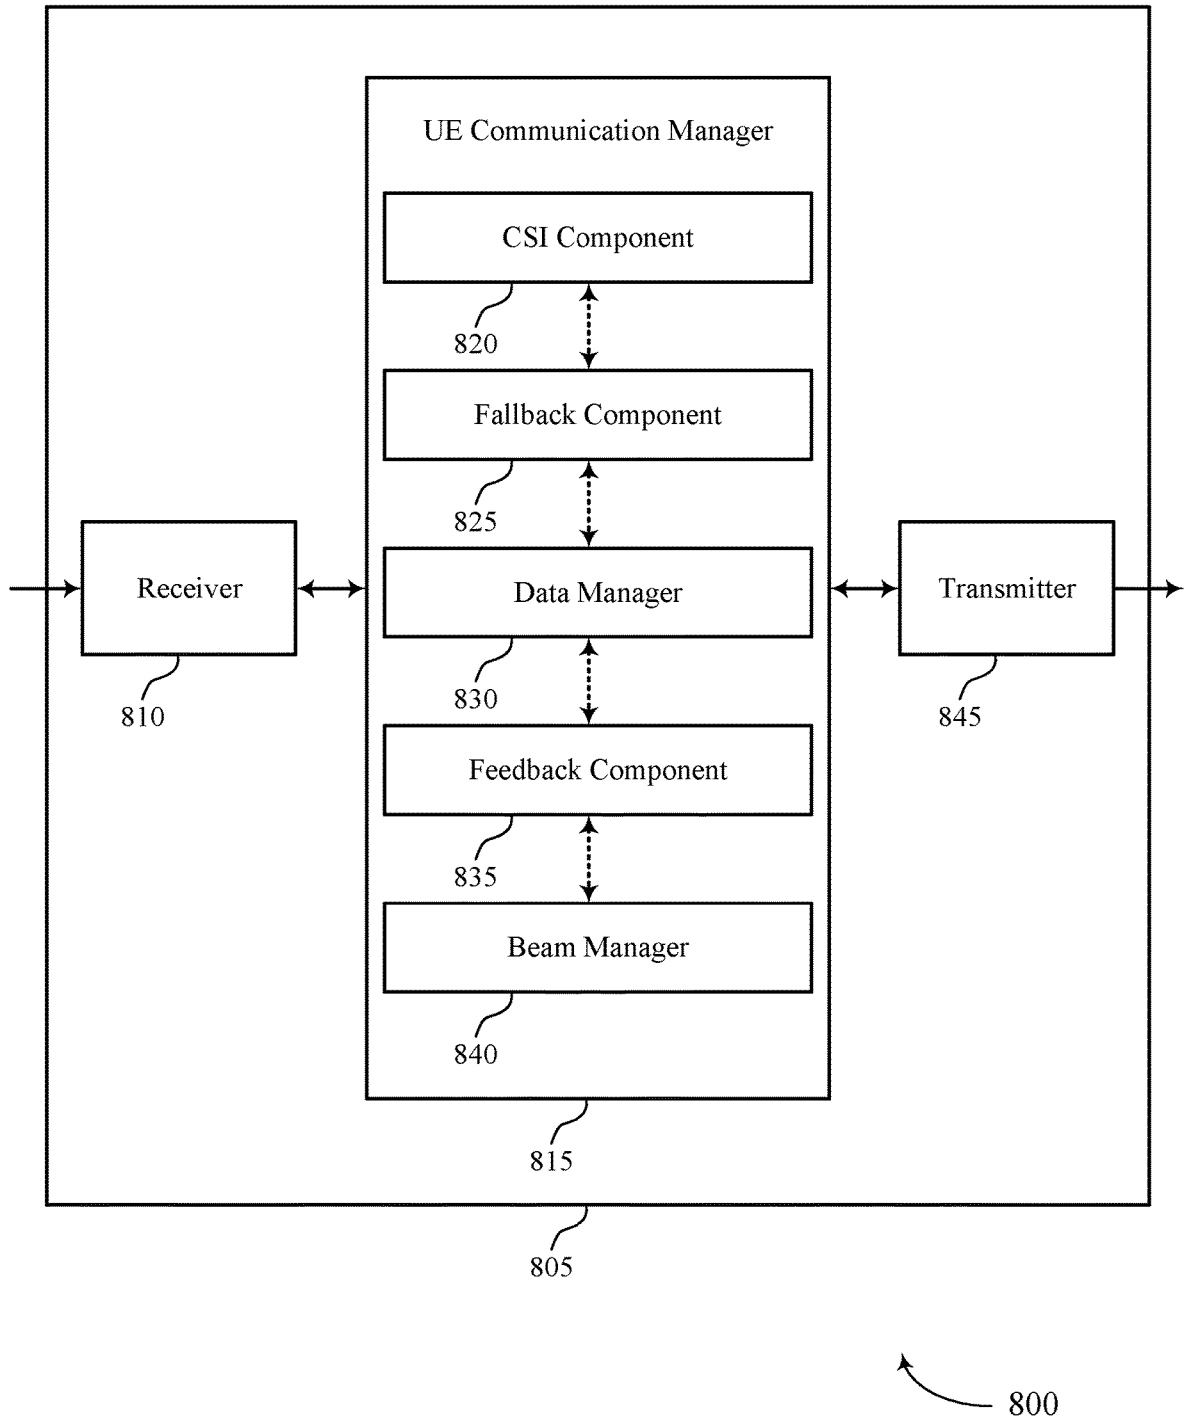 UE Communication Manager
CSI Component
820
Fallback Component
825
Receiver
810
Data Manager
830
Transmitter
845
Feedback Component
835
Beam Manager
840
815
805
800